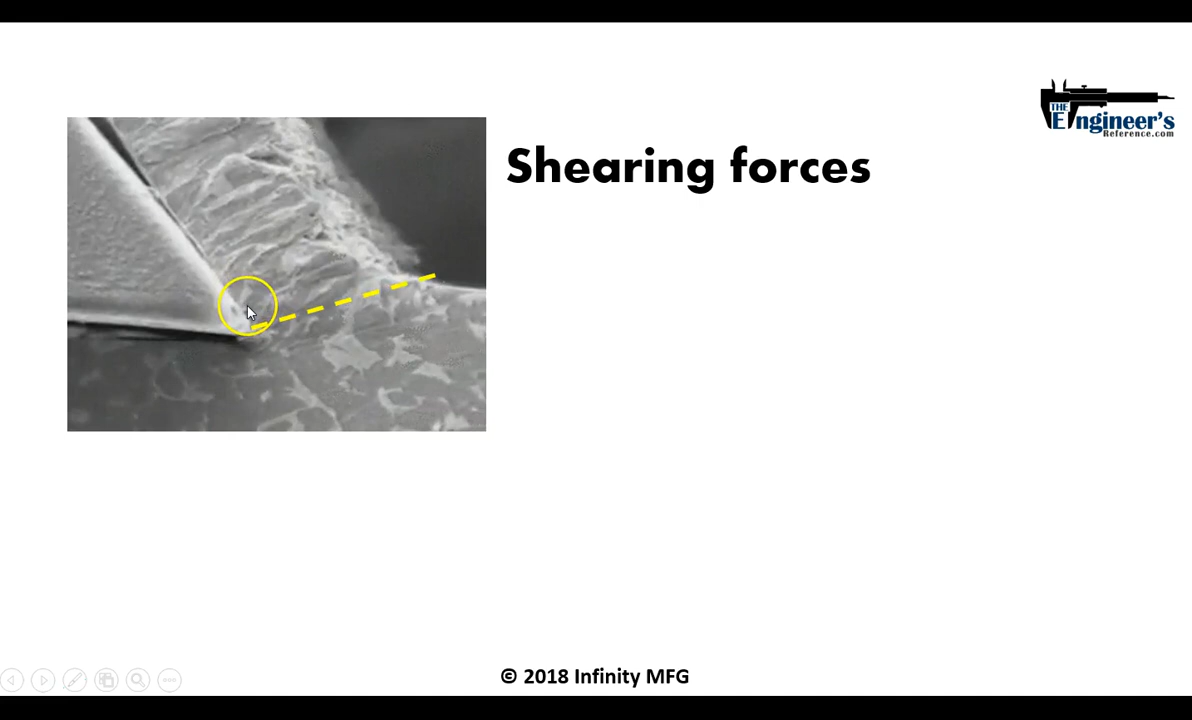 THE
Engineer's
Reference.com
Shearing forces
© 2018 Infinity MFG